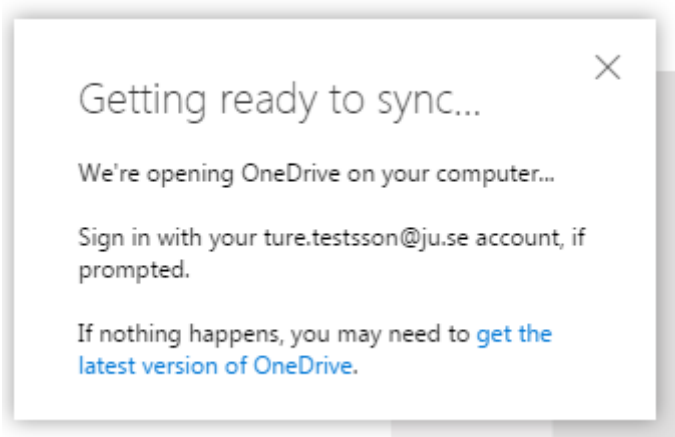 Getting ready to sync...
We're opening OneDrive on your computer...
Sign in with your ture.testsson@ju.se account, if
prompted.
If nothing happens, you may need to get the
latest version of OneDrive.